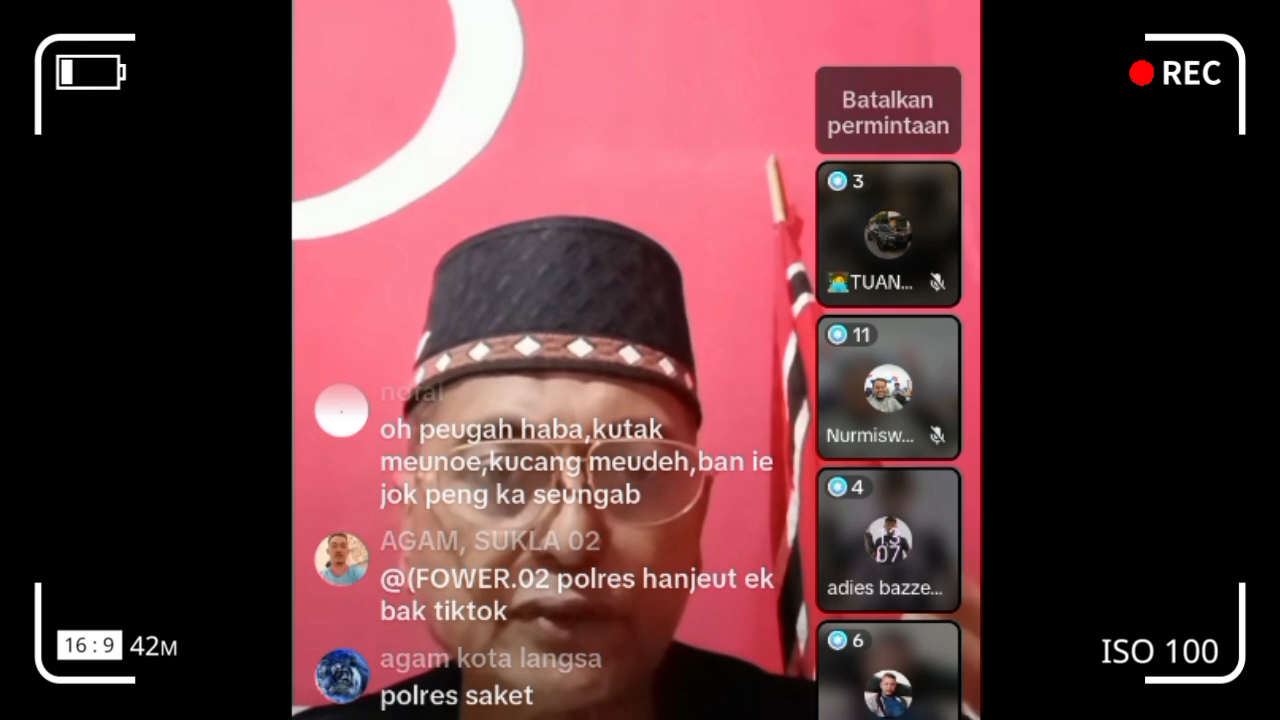 REC
Batalkan
permintaan
3
TUAN...
11
Nurmisw...
4
adies bazze...
6
nofal
oh peugah haba,kutak
meunoe,kucang meudeh,ban ie
jok peng ka seungab
AGAM, SUKLA 02
@(FOWER.02 polres hanjeut ek
bak tiktok
agam kota langsa
polres saket
16:9 42M
ISO 100